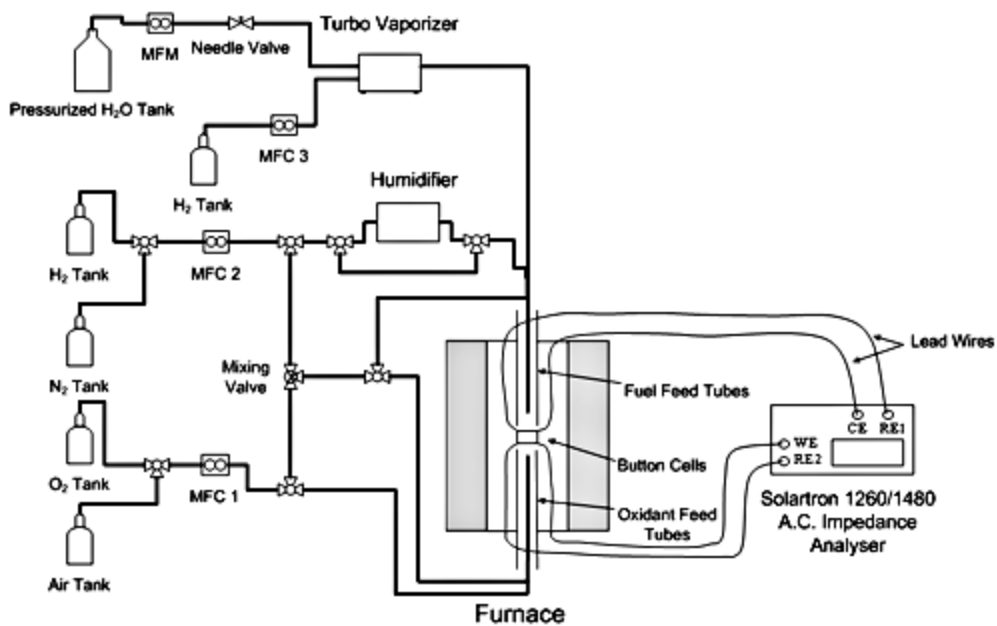 Turbo Vaporizer
MFM
Needle Valve
Pressurized H₂O Tank
MFC 3
H₂ Tank
Humidifier
H₂ Tank
MFC 2
N₂ Tank
Mixing
Valve
Lead Wires
Fuel Feed Tubes
CE RE1
WE
RE2
Button Cells
O₂ Tank
MFC 1
Solartron 1260/1480
A.C. Impedance
Analyser
Oxidant Feed
Tubes
Air Tank
Furnace